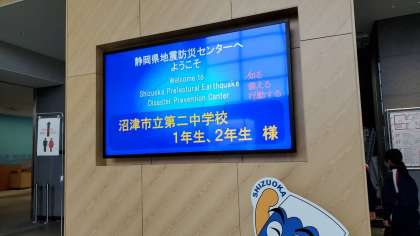 静岡県地震防災センターへ
ようこそ
Welcome to
Shizuoka Prefectural Earthquake
Disaster Prevention Center
知る
備える
行動する
沼津市立第二中学校
1年生、2年生 様
SHIZUOKA